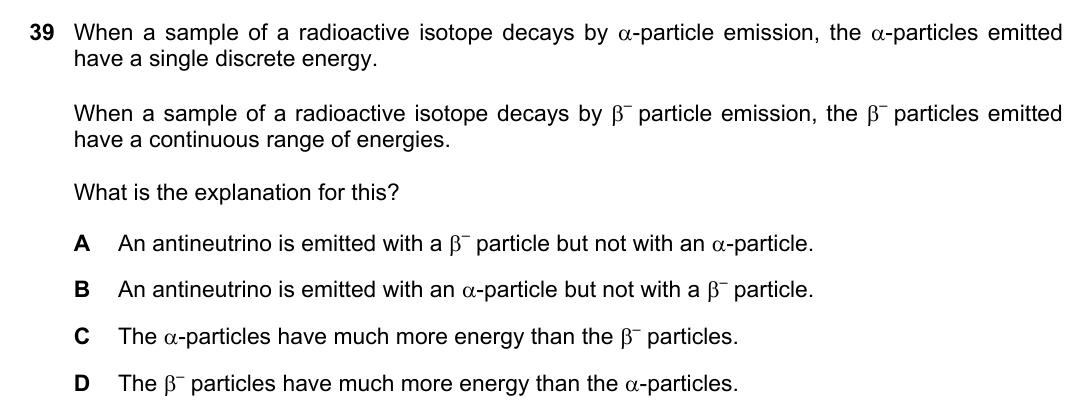 39 When a sample of a radioactive isotope decays by α-particle emission, the α-particles emitted
have a single discrete energy.
When a sample of a radioactive isotope decays by β⁻ particle emission, the β⁻ particles emitted
have a continuous range of energies.
What is the explanation for this?
A An antineutrino is emitted with a β⁻ particle but not with an α-particle.
B An antineutrino is emitted with an α-particle but not with a β⁻ particle.
C The α-particles have much more energy than the β⁻ particles.
D The β⁻ particles have much more energy than the α-particles.